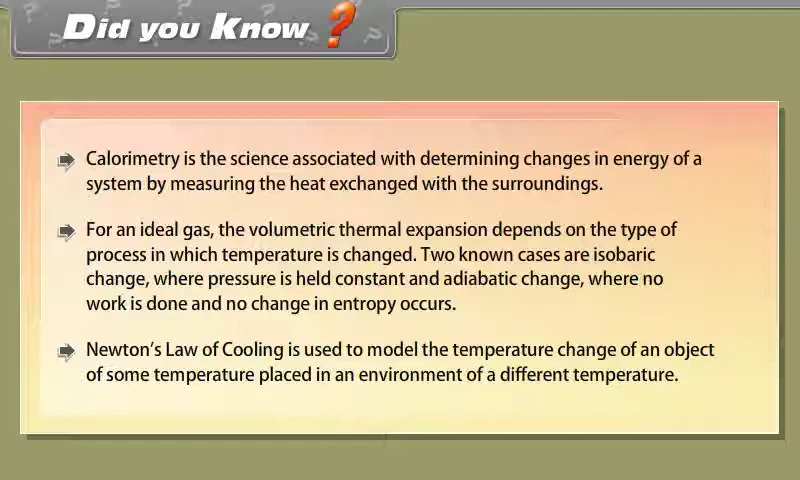 Did you Know ?
Calorimetry is the science associated with determining changes in energy of a
system by measuring the heat exchanged with the surroundings.
For an ideal gas, the volumetric thermal expansion depends on the type of
process in which temperature is changed. Two known cases are isobaric
change, where pressure is held constant and adiabatic change, where no
work is done and no change in entropy occurs.
Newton's Law of Cooling is used to model the temperature change of an object
of some temperature placed in an environment of a different temperature.